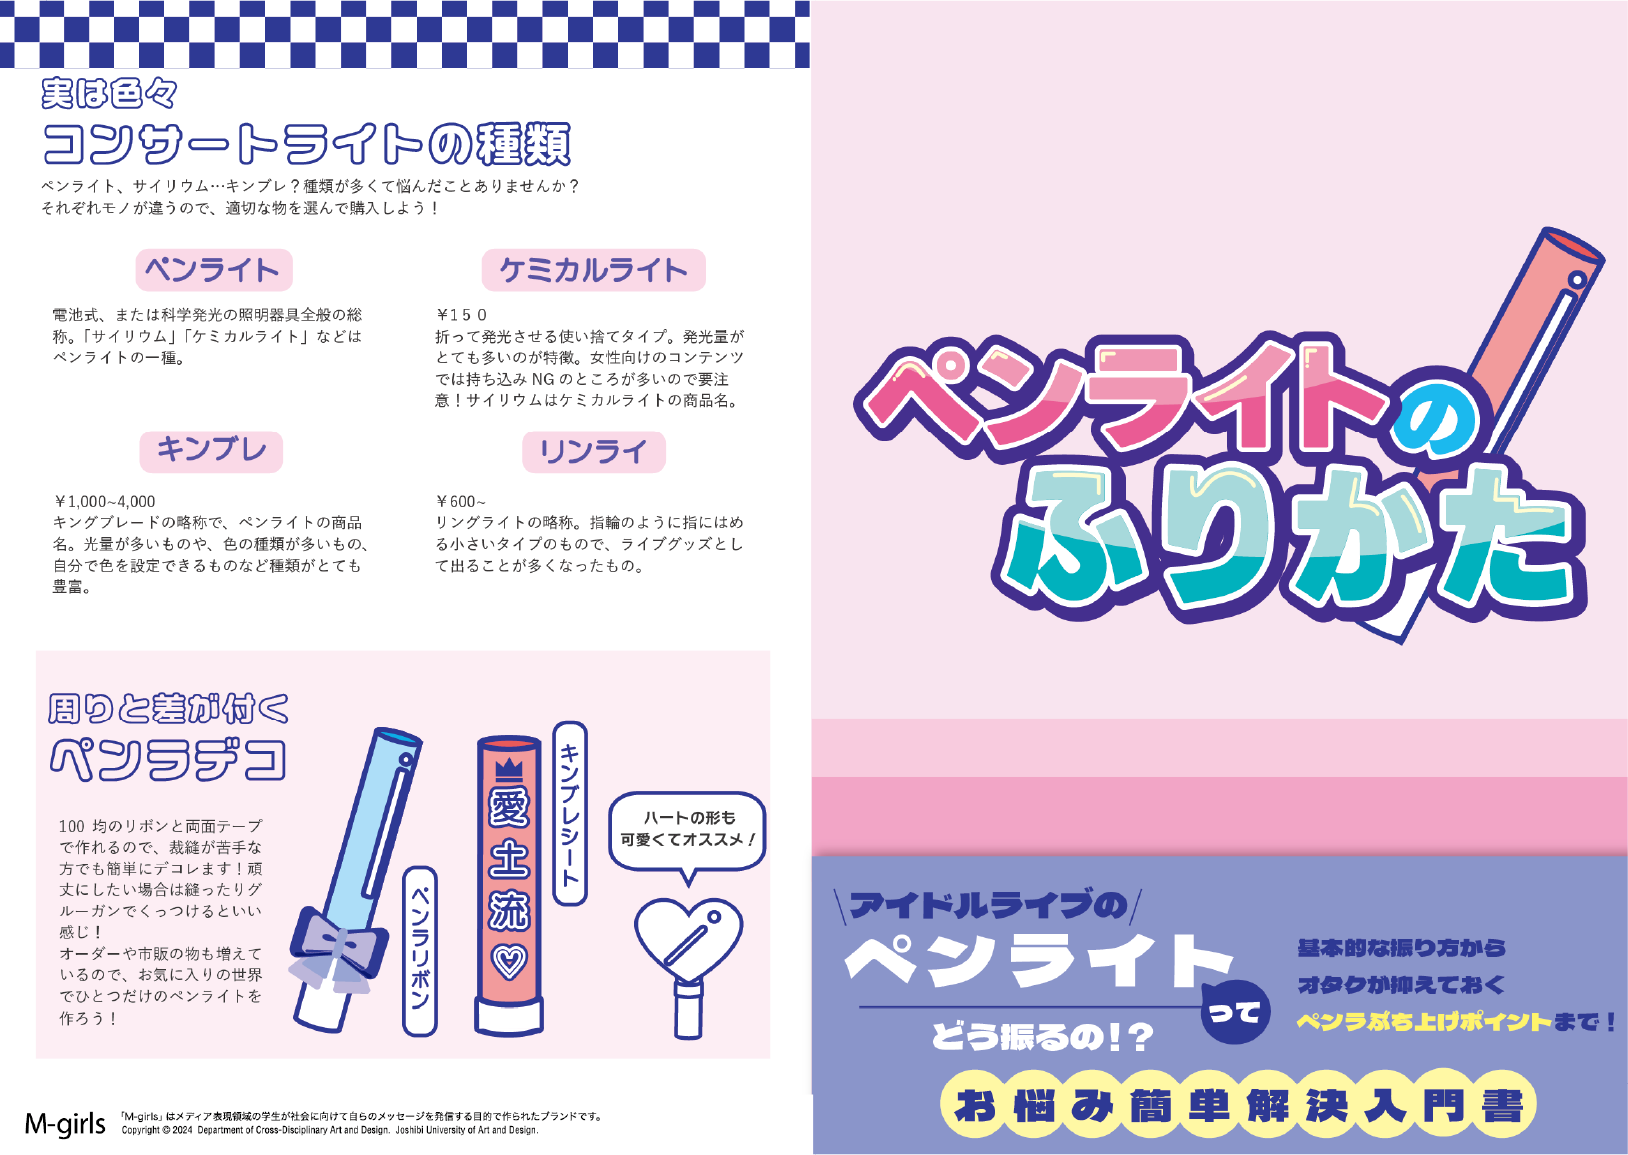 実は色々
コンサートライトの種類
ペンライト、サイリウム…キンブレ？種類が多くて悩んだことありませんか？
それぞれモノが違うので、適切な物を選んで購入しよう！
ペンライト
電池式、または科学発光の照明器具全般の総
称。「サイリウム」「ケミカルライト」などは
ペンライトの一種。
ケミカルライト
￥1５０
折って発光させる使い捨てタイプ。発光量が
とても多いのが特徴。女性向けのコンテンツ
では持ち込み NG のところが多いので要注
意！サイリウムはケミカルライトの商品名。
キンブレ
￥1,000~4,000
キングブレードの略称で、ペンライトの商品
名。光量が多いものや、色の種類が多いもの、
自分で色を設定できるものなど種類がとても
豊富。
リンライ
￥600~
リングライトの略称。指輪のように指にはめ
る小さいタイプのもので、ライブグッズとし
て出ることが多くなったもの。
周りと差が付く
ペンラデコ
100 均のリボンと両面テープ
で作れるので、裁縫が苦手な
方でも簡単にデコレます！頑
丈にしたい場合は縫ったりグ
ルーガンでくっつけるといい
感じ！
オーダーや市販の物も増えて
いるので、お気に入りの世界
でひとつだけのペンライトを
作ろう！
ペンラリボン
愛土流
キンブレシート
ハートの形も
可愛くてオススメ！
M-girls
「M-girls」はメディア表現領域の学生が社会に向けて自らのメッセージを発信する目的で作られたブランドです。
Copyright © 2024 Department of Cross-Disciplinary Art and Design. Joshibi University of Art and Design.
ペンライトの
ふりかた
アイドルライブの
ペンライト
って
どう振るの！？
基本的な振り方から
オタクが抑えておく
ペンラぶち上げポイントまで！
お悩み簡単解決入門書